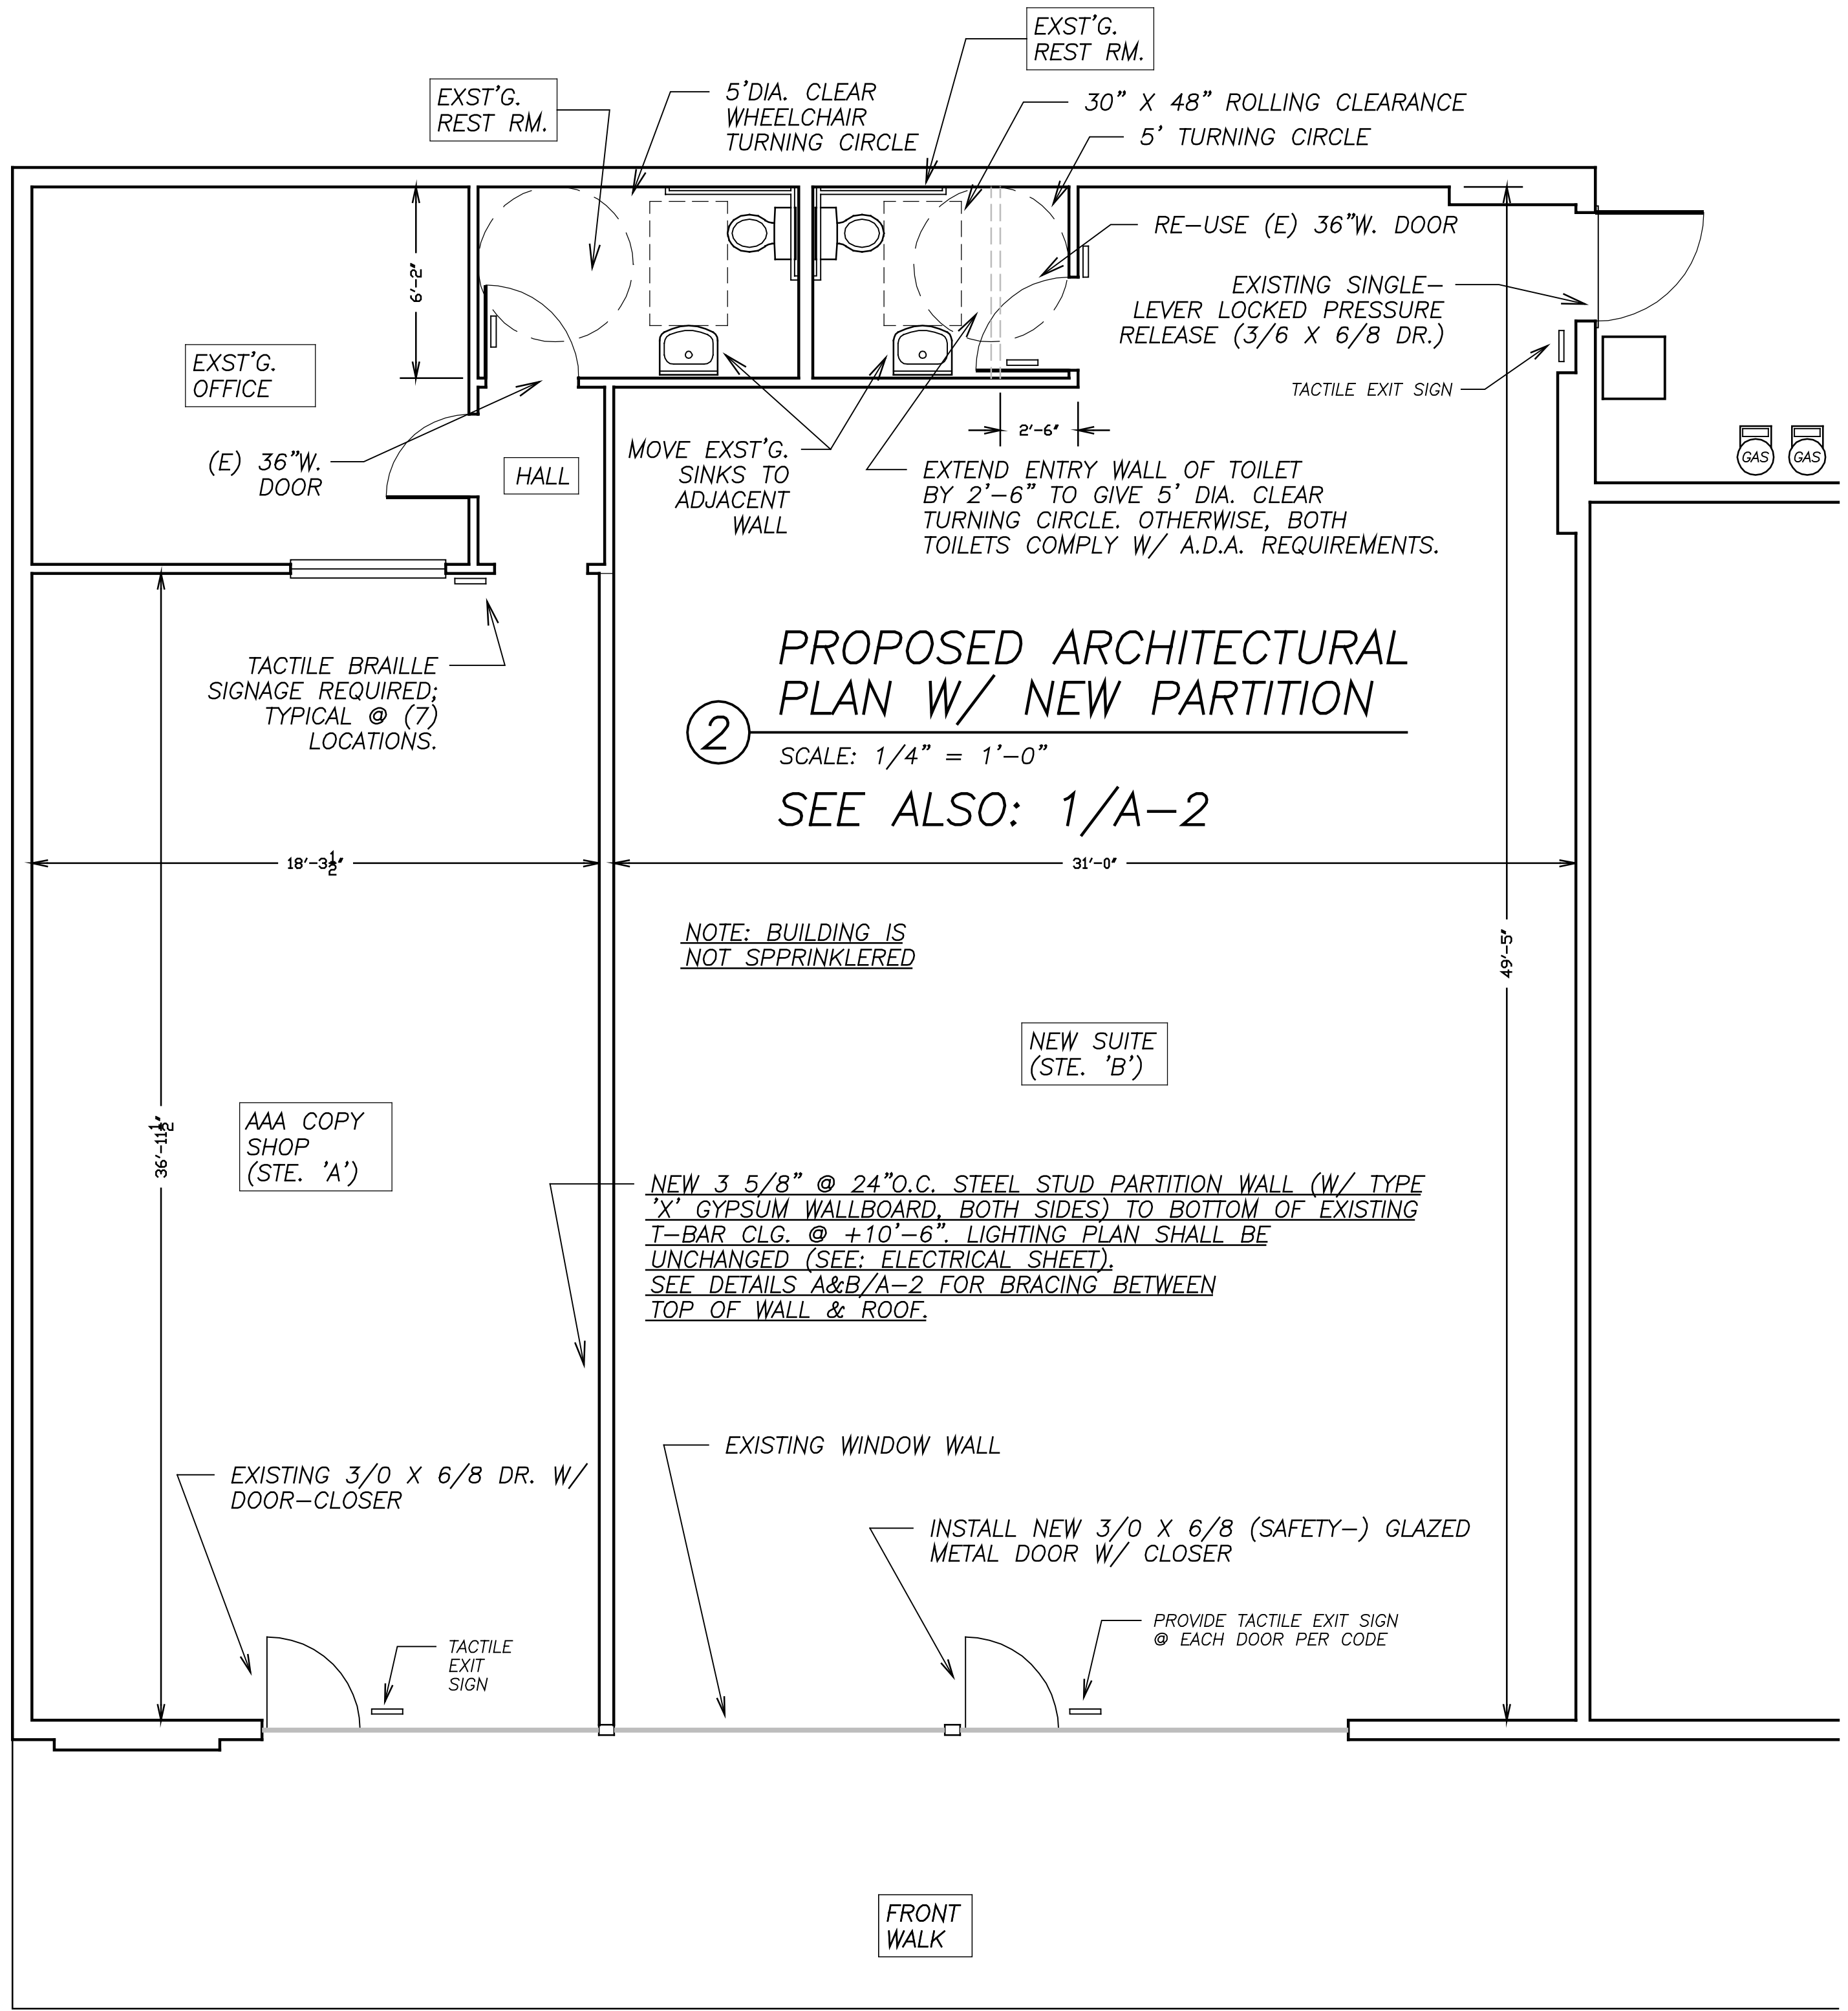 EXST'G.
REST RM.
EXST'G.
REST RM.
5'DIA. CLEAR
WHEELCHAIR
TURNING CIRCLE
30" X 48" ROLLING CLEARANCE
5' TURNING CIRCLE
RE-USE (E) 36"W. DOOR
EXISTING SINGLE-
LEVER LOCKED PRESSURE
RELEASE (3/6 X 6/8 DR.)
TACTILE EXIT SIGN
6'-2"
EXST'G.
OFFICE
(E) 36"W.
DOOR
HALL
MOVE EXST'G.
SINKS TO
ADJACENT
WALL
2'-6"
EXTEND ENTRY WALL OF TOILET
BY 2'-6" TO GIVE 5' DIA. CLEAR
TURNING CIRCLE. OTHERWISE, BOTH
TOILETS COMPLY W/ A.D.A. REQUIREMENTS.
GAS
GAS
TACTILE BRAILLE
SIGNAGE REQUIRED;
TYPICAL @ (7)
LOCATIONS.
PROPOSED ARCHITECTURAL
PLAN W/ NEW PARTITION
2
SCALE: 1/4" = 1'-0"
SEE ALSO: 1/A-2
18'-3 1/2"
31'-0"
49'-5"
NOTE: BUILDING IS
NOT SPPRINKLERED
NEW SUITE
(STE. 'B')
36'-11 1/2"
AAA COPY
SHOP
(STE. 'A')
NEW 3 5/8" @ 24"O.C. STEEL STUD PARTITION WALL (W/ TYPE
'X' GYPSUM WALLBOARD, BOTH SIDES) TO BOTTOM OF EXISTING
T-BAR CLG. @ +10'-6". LIGHTING PLAN SHALL BE
UNCHANGED (SEE: ELECTRICAL SHEET).
SEE DETAILS A&B/A-2 FOR BRACING BETWEEN
TOP OF WALL & ROOF.
EXISTING WINDOW WALL
EXISTING 3/0 X 6/8 DR. W/
DOOR-CLOSER
INSTALL NEW 3/0 X 6/8 (SAFETY-) GLAZED
METAL DOOR W/ CLOSER
TACTILE
EXIT
SIGN
PROVIDE TACTILE EXIT SIGN
@ EACH DOOR PER CODE
FRONT
WALK